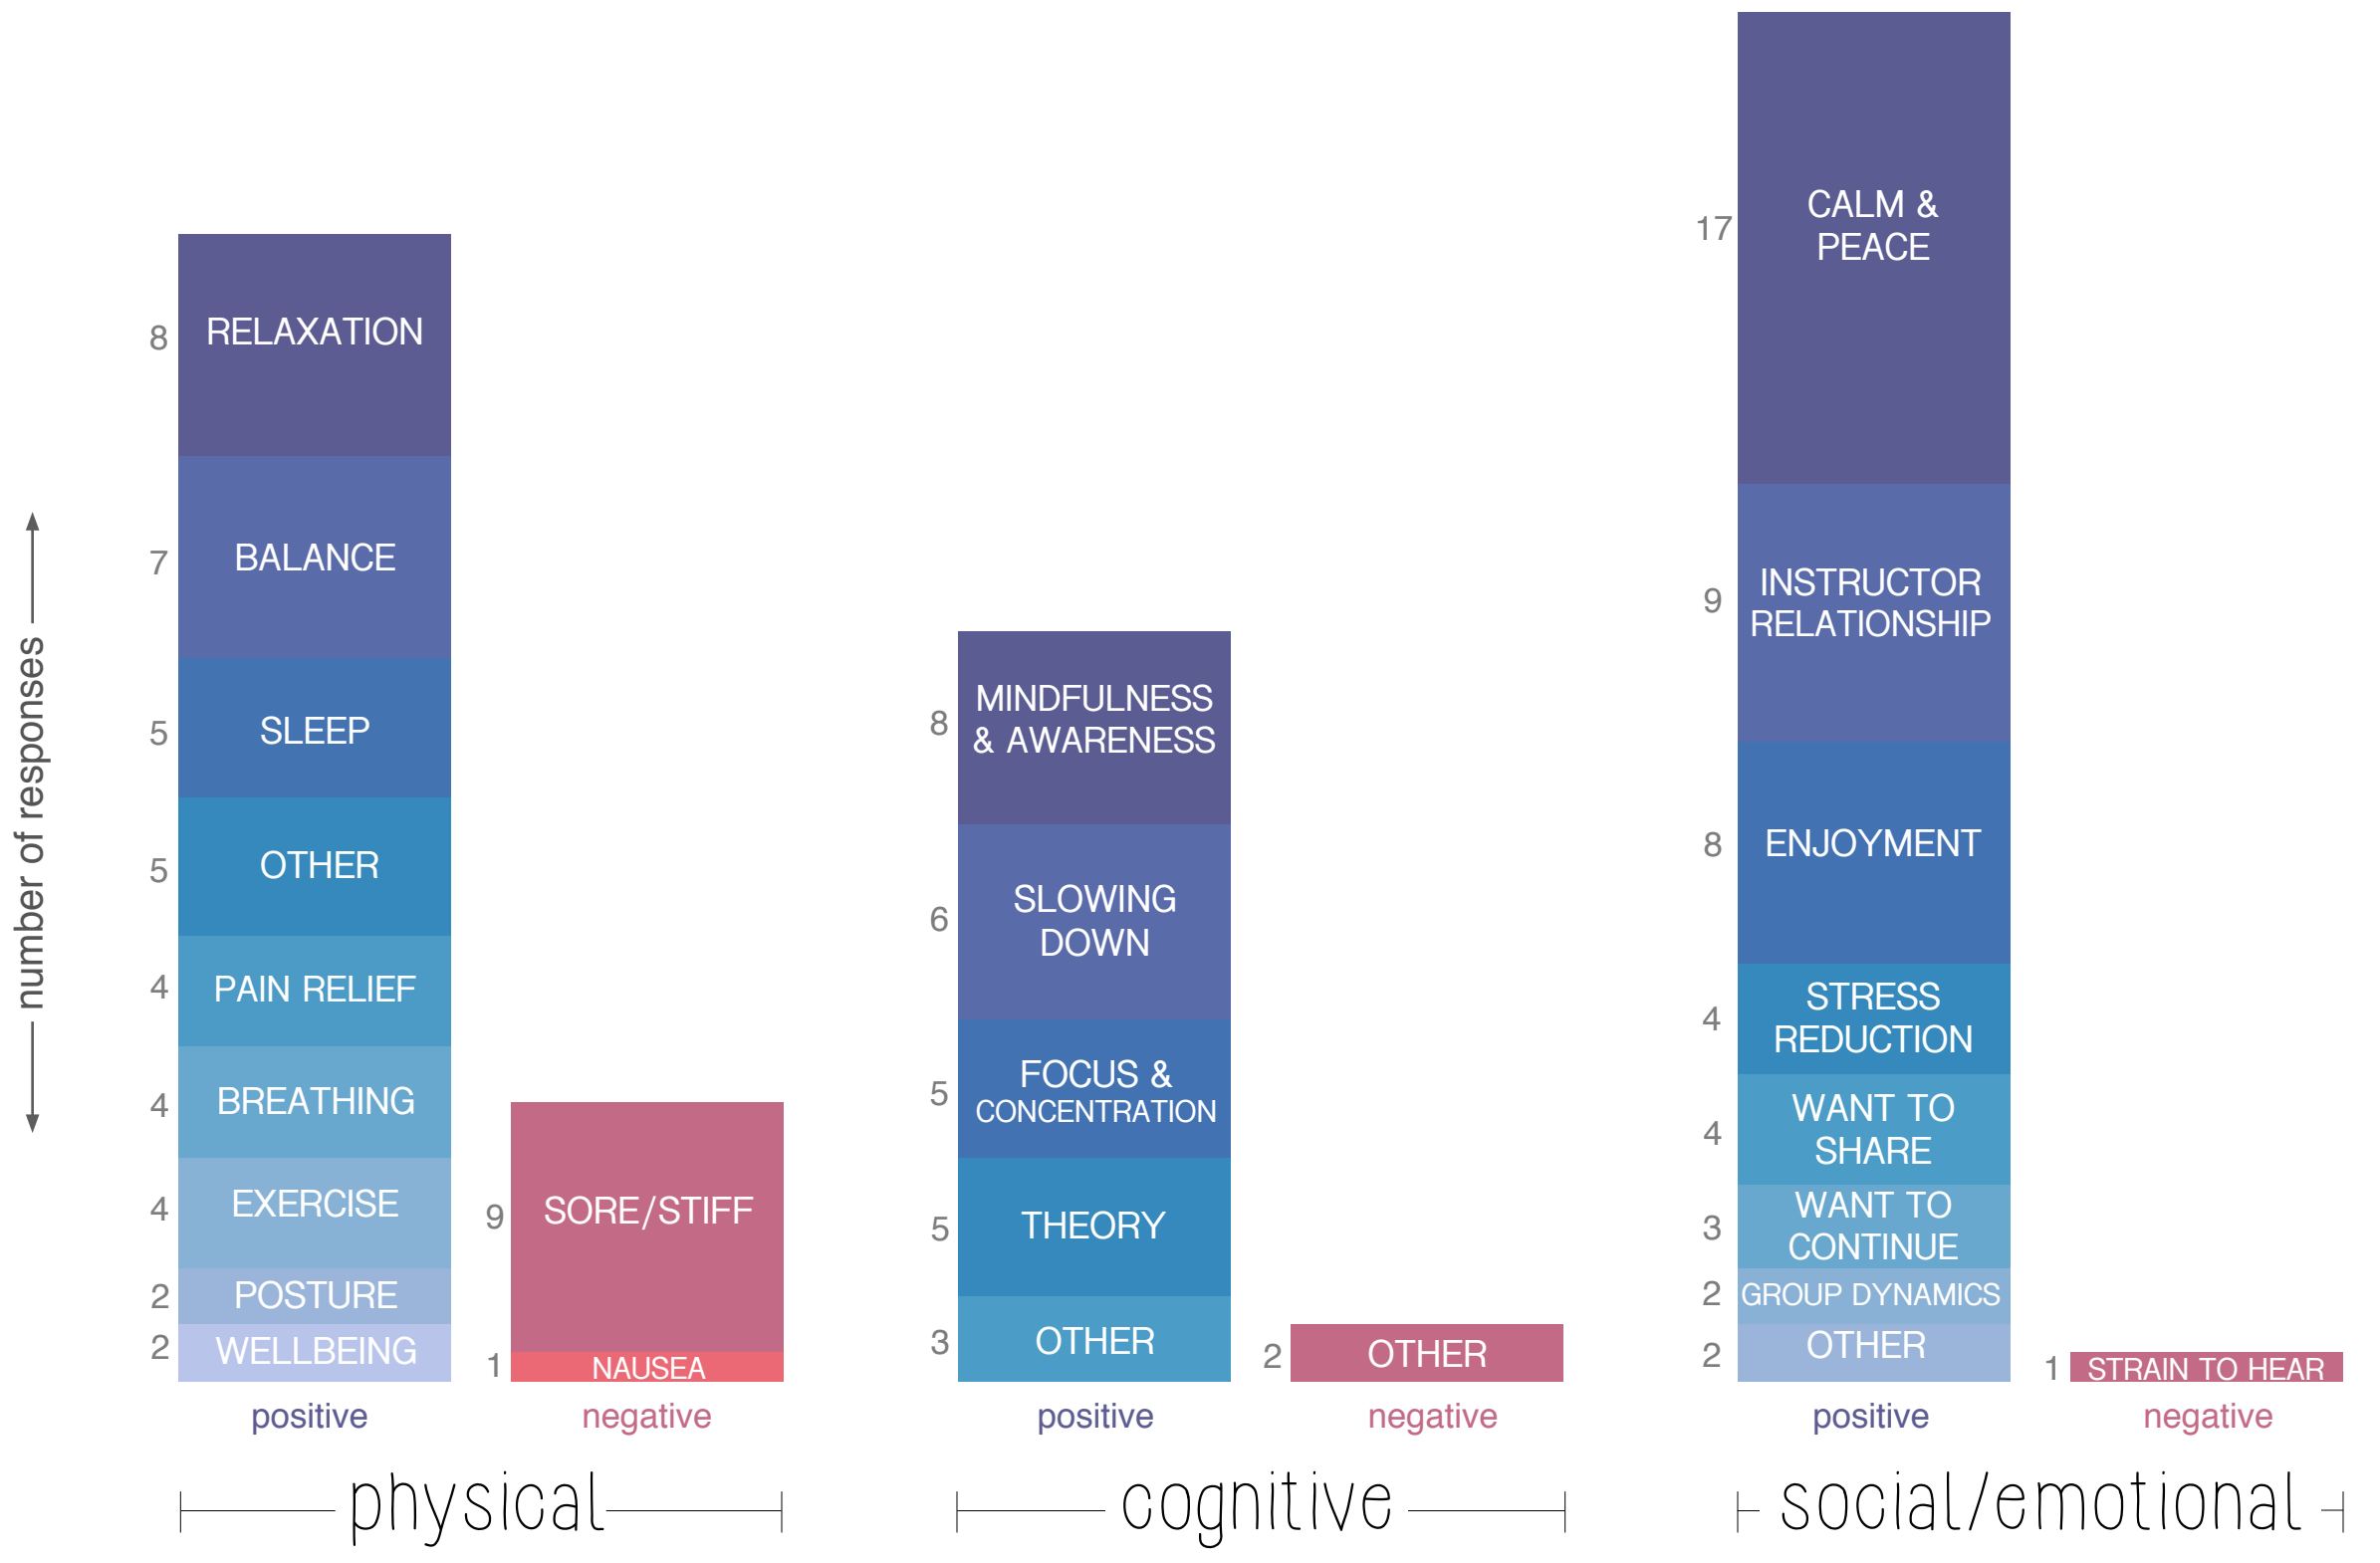 number of responses
8
RELAXATION
7
BALANCE
5
SLEEP
5
OTHER
4
PAIN RELIEF
4
BREATHING
4
EXERCISE
2
POSTURE
2
WELLBEING
positive
9
SORE/STIFF
1
NAUSEA
negative
physical
8
MINDFULNESS
& AWARENESS
6
SLOWING
DOWN
5
FOCUS &
CONCENTRATION
5
THEORY
3
OTHER
positive
2
OTHER
negative
cognitive
17
CALM &
PEACE
9
INSTRUCTOR
RELATIONSHIP
8
ENJOYMENT
4
STRESS
REDUCTION
4
WANT TO
SHARE
3
WANT TO
CONTINUE
2
GROUP DYNAMICS
2
OTHER
positive
1
STRAIN TO HEAR
negative
social/emotional